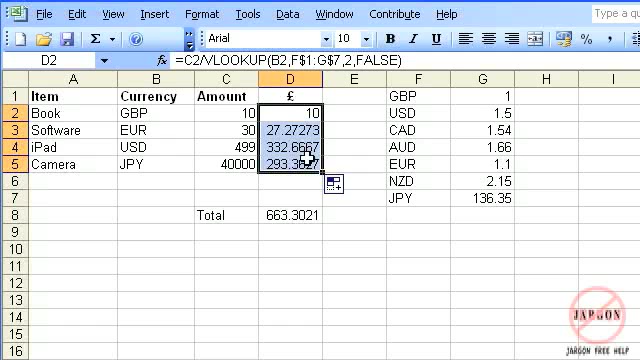 File Edit View Insert Format Tools Data Window Help Type a qu
Arial 10 B I U
D2 fx =C2/VLOOKUP(B2,F$1:G$7,2,FALSE)
A B C D E F G H
1 Item Currency Amount £ GBP 1
2 Book GBP 10 10 USD 1.5
3 Software EUR 30 27.27273 CAD 1.54
4 iPad USD 499 332.6667 AUD 1.66
5 Camera JPY 40000 EUR 1.1
6 NZD 2.15
7 JPY 136.35
8 Total 663.3021
9
10
11
12
13
14
15
16
JARGON
JARGON FREE HELP